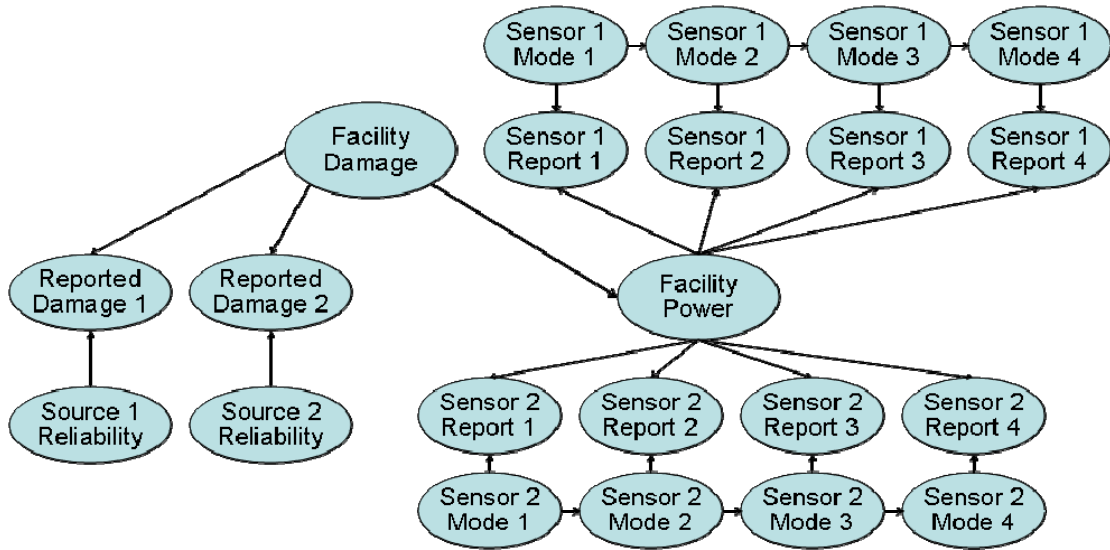 Sensor 1
Mode 1
Sensor 1
Mode 2
Sensor 1
Mode 3
Sensor 1
Mode 4
Facility
Damage
Sensor 1
Report 1
Sensor 1
Report 2
Sensor 1
Report 3
Sensor 1
Report 4
Reported
Damage 1
Reported
Damage 2
Facility
Power
Source 1
Reliability
Source 2
Reliability
Sensor 2
Report 1
Sensor 2
Report 2
Sensor 2
Report 3
Sensor 2
Report 4
Sensor 2
Mode 1
Sensor 2
Mode 2
Sensor 2
Mode 3
Sensor 2
Mode 4